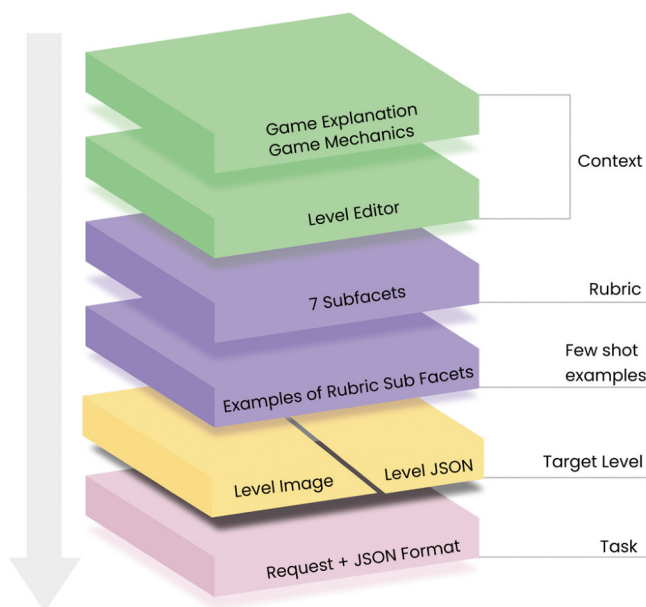 Game Explanation
Game Mechanics
Context
Level Editor
7 Subfacets
Rubric
Few shot
examples
Examples of Rubric Sub Facets
Level Image
Level JSON
Target Level
Request + JSON Format
Task